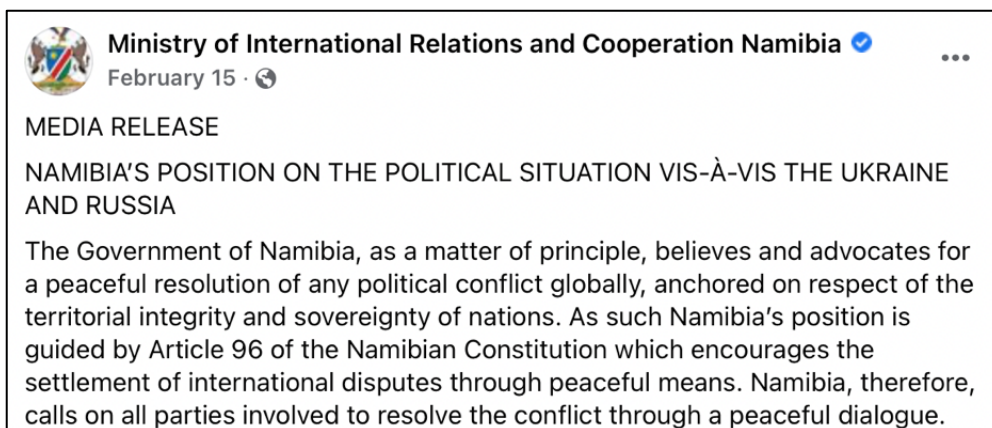 Ministry of International Relations and Cooperation Namibia
February 15 ·
MEDIA RELEASE
NAMIBIA'S POSITION ON THE POLITICAL SITUATION VIS-À-VIS THE UKRAINE
AND RUSSIA
The Government of Namibia, as a matter of principle, believes and advocates for
a peaceful resolution of any political conflict globally, anchored on respect of the
territorial integrity and sovereignty of nations. As such Namibia's position is
guided by Article 96 of the Namibian Constitution which encourages the
settlement of international disputes through peaceful means. Namibia, therefore,
calls on all parties involved to resolve the conflict through a peaceful dialogue.